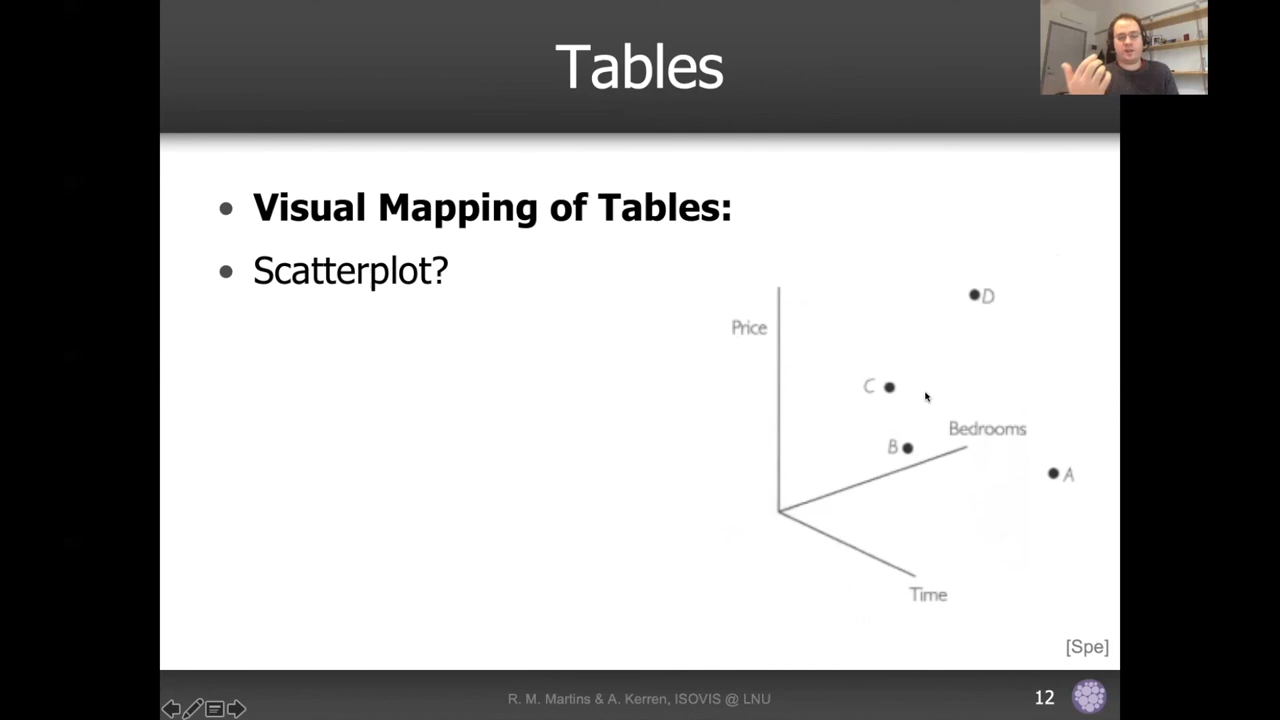 Tables
• Visual Mapping of Tables:
• Scatterplot?
D
Price
C
Bedrooms
B
A
Time
[Spe]
R. M. Martins & A. Kerren, ISOVIS @ LNU
12